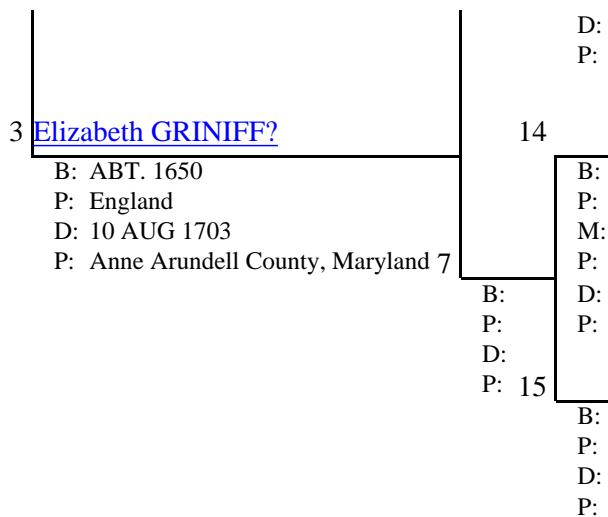 D:
P:
3 Elizabeth GRINIFF? 14
B: ABT. 1650 B:
P: England P:
D: 10 AUG 1703 M:
P: Anne Arundell County, Maryland 7 P:
B: D:
P: P:
D:
P: 15
B:
P:
D:
P: